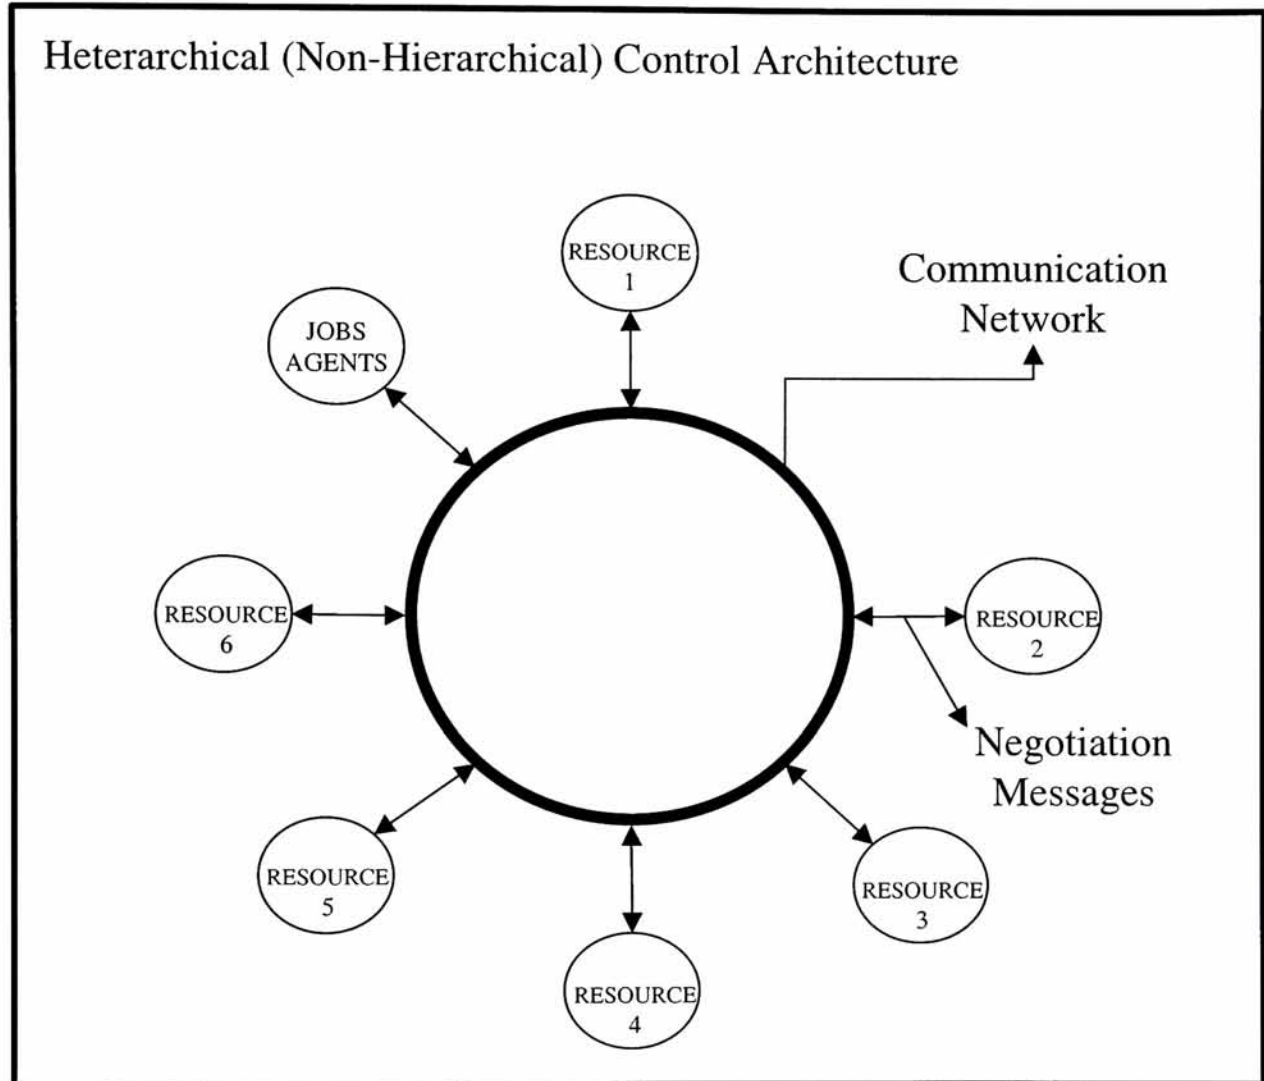 Heterarchical (Non-Hierarchical) Control Architecture
RESOURCE
1
Communication
Network
JOBS
AGENTS
RESOURCE
6
RESOURCE
2
Negotiation
Messages
RESOURCE
5
RESOURCE
3
RESOURCE
4